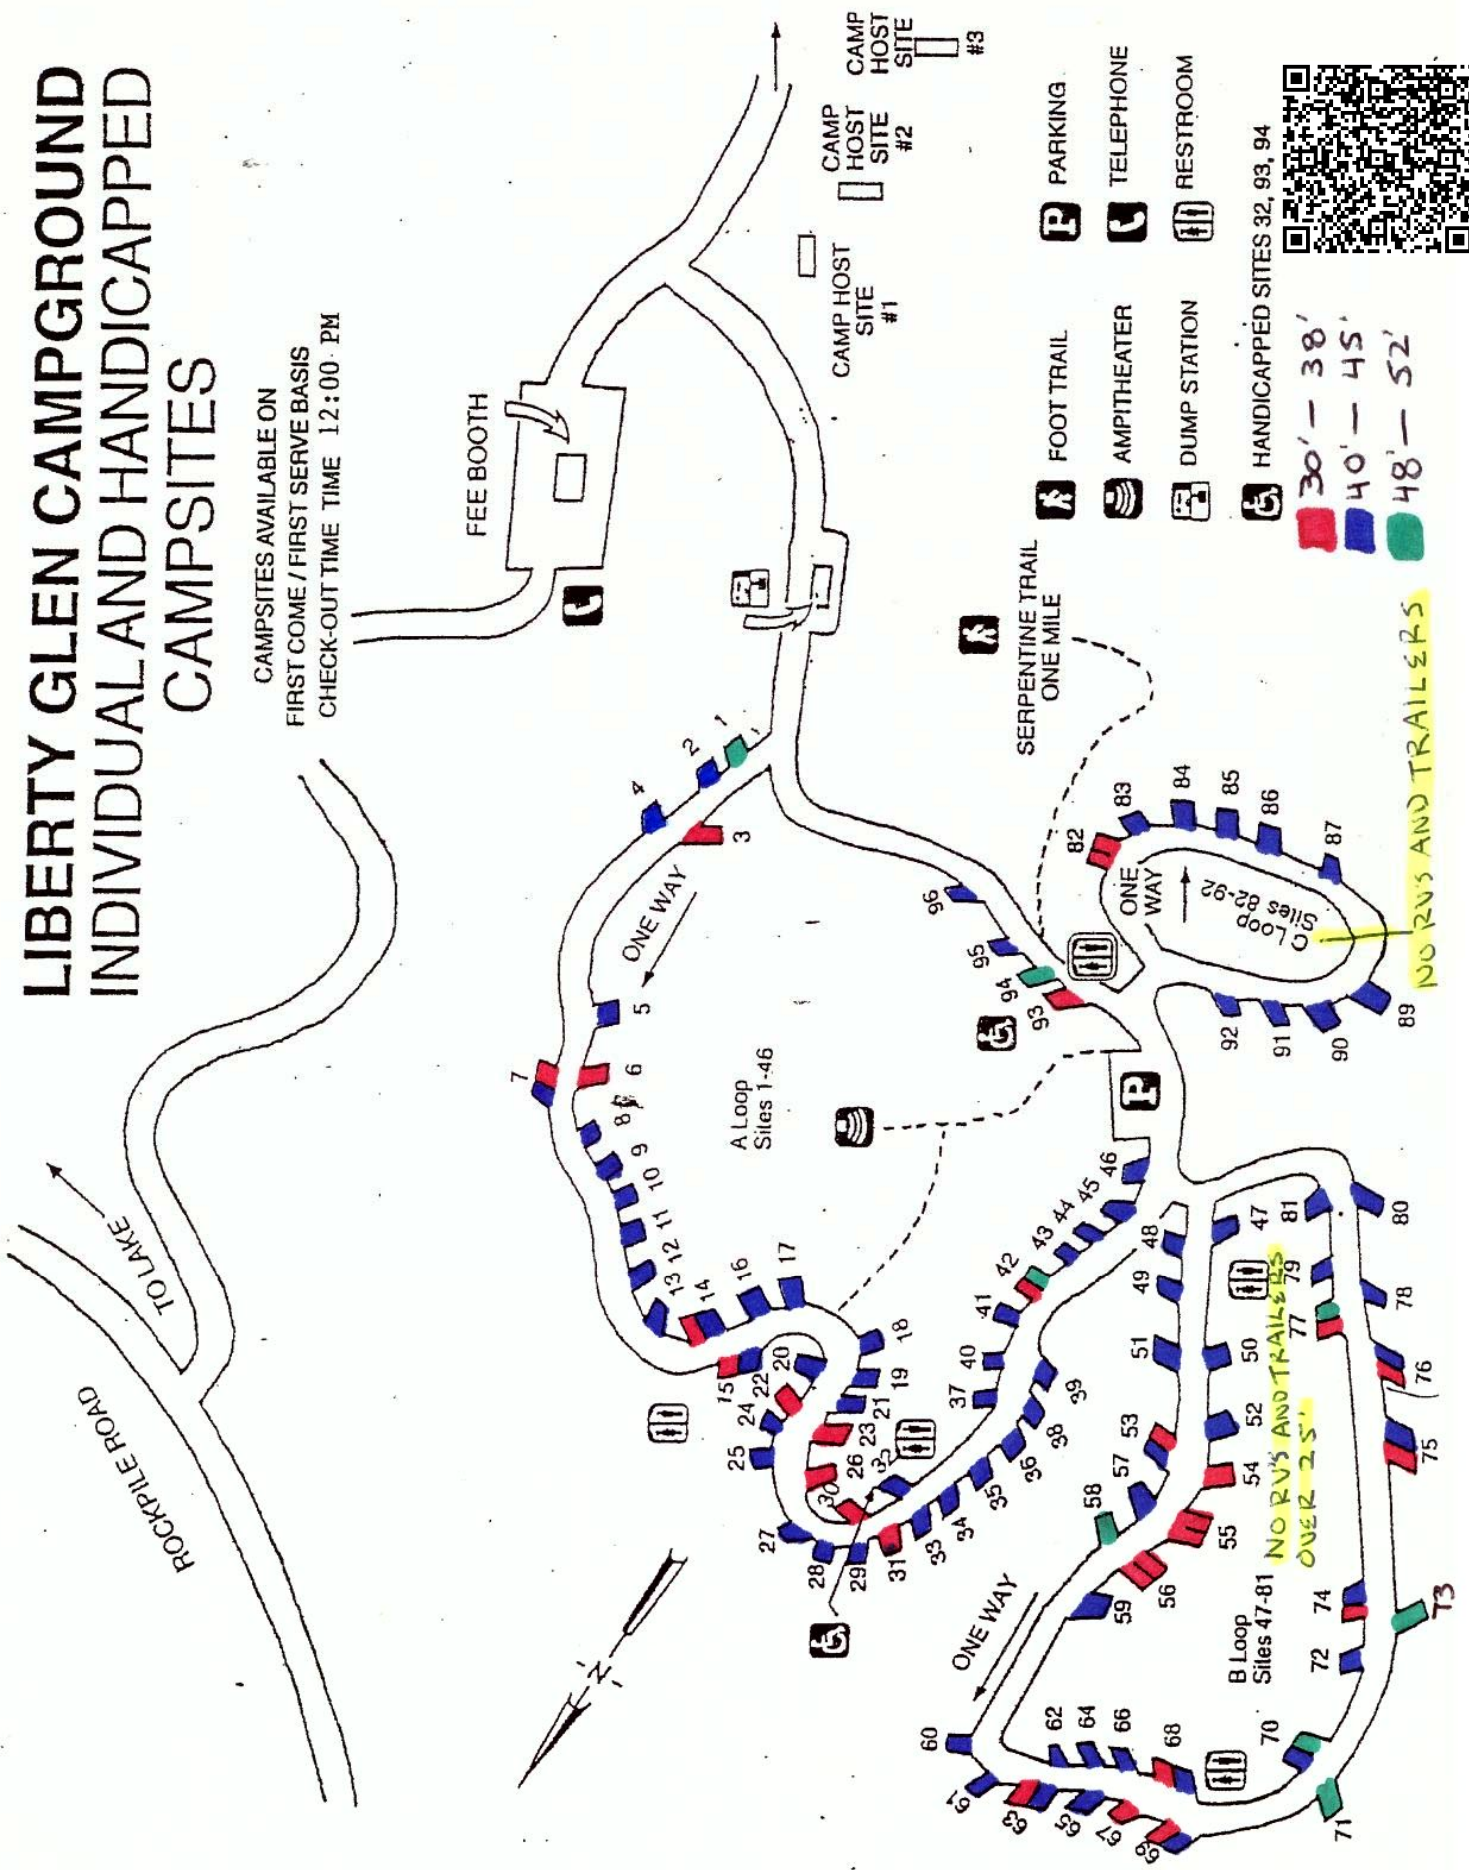 LIBERTY GLEN CAMPGROUND
INDIVIDUAL AND HANDICAPPED
CAMPSITES
CAMPSITES AVAILABLE ON
FIRST COME / FIRST SERVE BASIS
CHECK-OUT TIME 12:00 PM
FEE BOOTH
CAMP HOST
SITE
#1
CAMP
HOST
SITE
#2
CAMP
HOST
SITE
#3
TO LAKE
ROCKPILE ROAD
ONE WAY
A Loop
Sites 1-46
SERPENTINE TRAIL
ONE MILE
ONE
WAY
C Loop
Sites 82-92
NO RVS AND TRAILERS
ONE WAY
B Loop
Sites 47-81
NO RVS AND TRAILERS
OVER 25'
N
FOOT TRAIL
AMPITHEATER
DUMP STATION
HANDICAPPED SITES 32, 93, 94
P PARKING
TELEPHONE
RESTROOM
30' - 38'
40' - 45'
48' - 52'
P
1
2
3
4
5
6
7
8
9
10
11
12
13
14
15
16
17
18
19
20
21
22
23
24
25
26
27
28
29
30
31
33
34
35
36
37
38
39
40
41
42
43
44
45
46
47
48
49
50
51
52
53
54
55
56
57
58
59
60
61
62
63
64
65
66
67
68
69
70
71
72
73
74
75
76
77
78
79
80
81
82
83
84
85
86
87
89
90
91
92
93
94
95
96